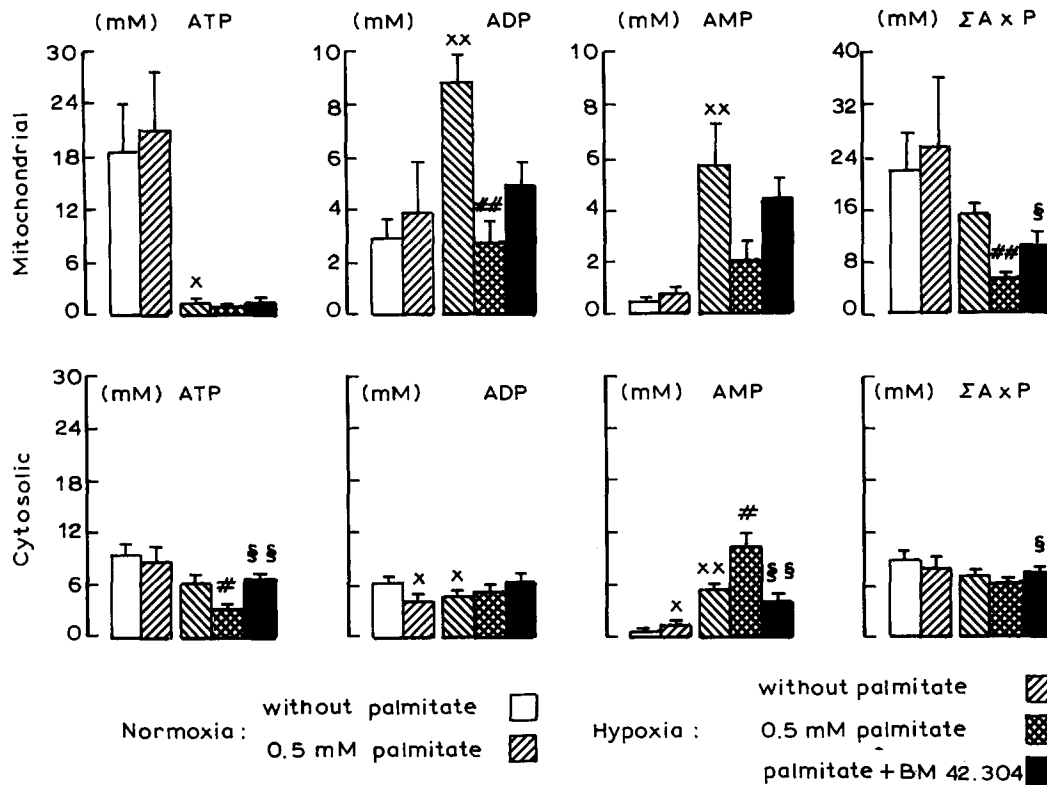 (mM) ATP (mM) ADP (mM) AMP (mM) ΣA x P
30 10 10 40
24 8 8 32
18 6 6 24
12 4 4 16
6 2 2 8
0 0 0 0
Mitochondrial
x
xx
##
xx
##
§
30
(mM) ATP (mM) ADP (mM) AMP (mM) ΣA x P
24
18
12
6
0
Cytosolic
#
§ §
x x
x
xx
#
§ §
§
Normoxia :
without palmitate
0.5 mM palmitate
Hypoxia :
without palmitate
0.5 mM palmitate
palmitate + BM 42.304